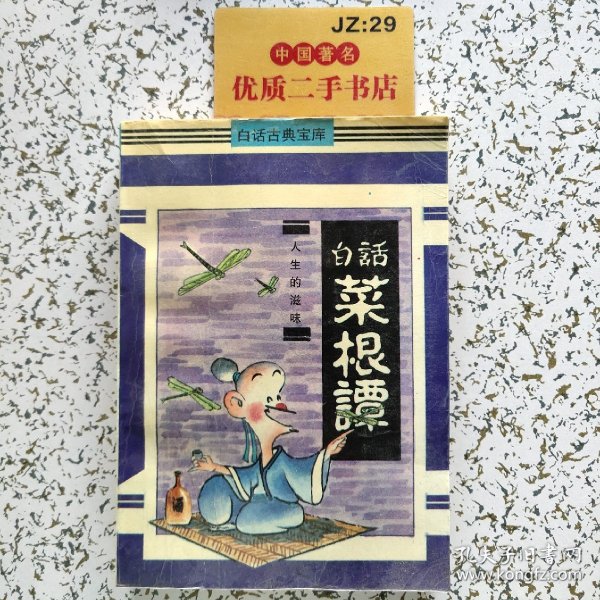 JZ:29
中国著名
优质二手书店
白话古典宝库
白話
菜根譚
人生的滋味
孔夫子旧书网
www.kongfz.com